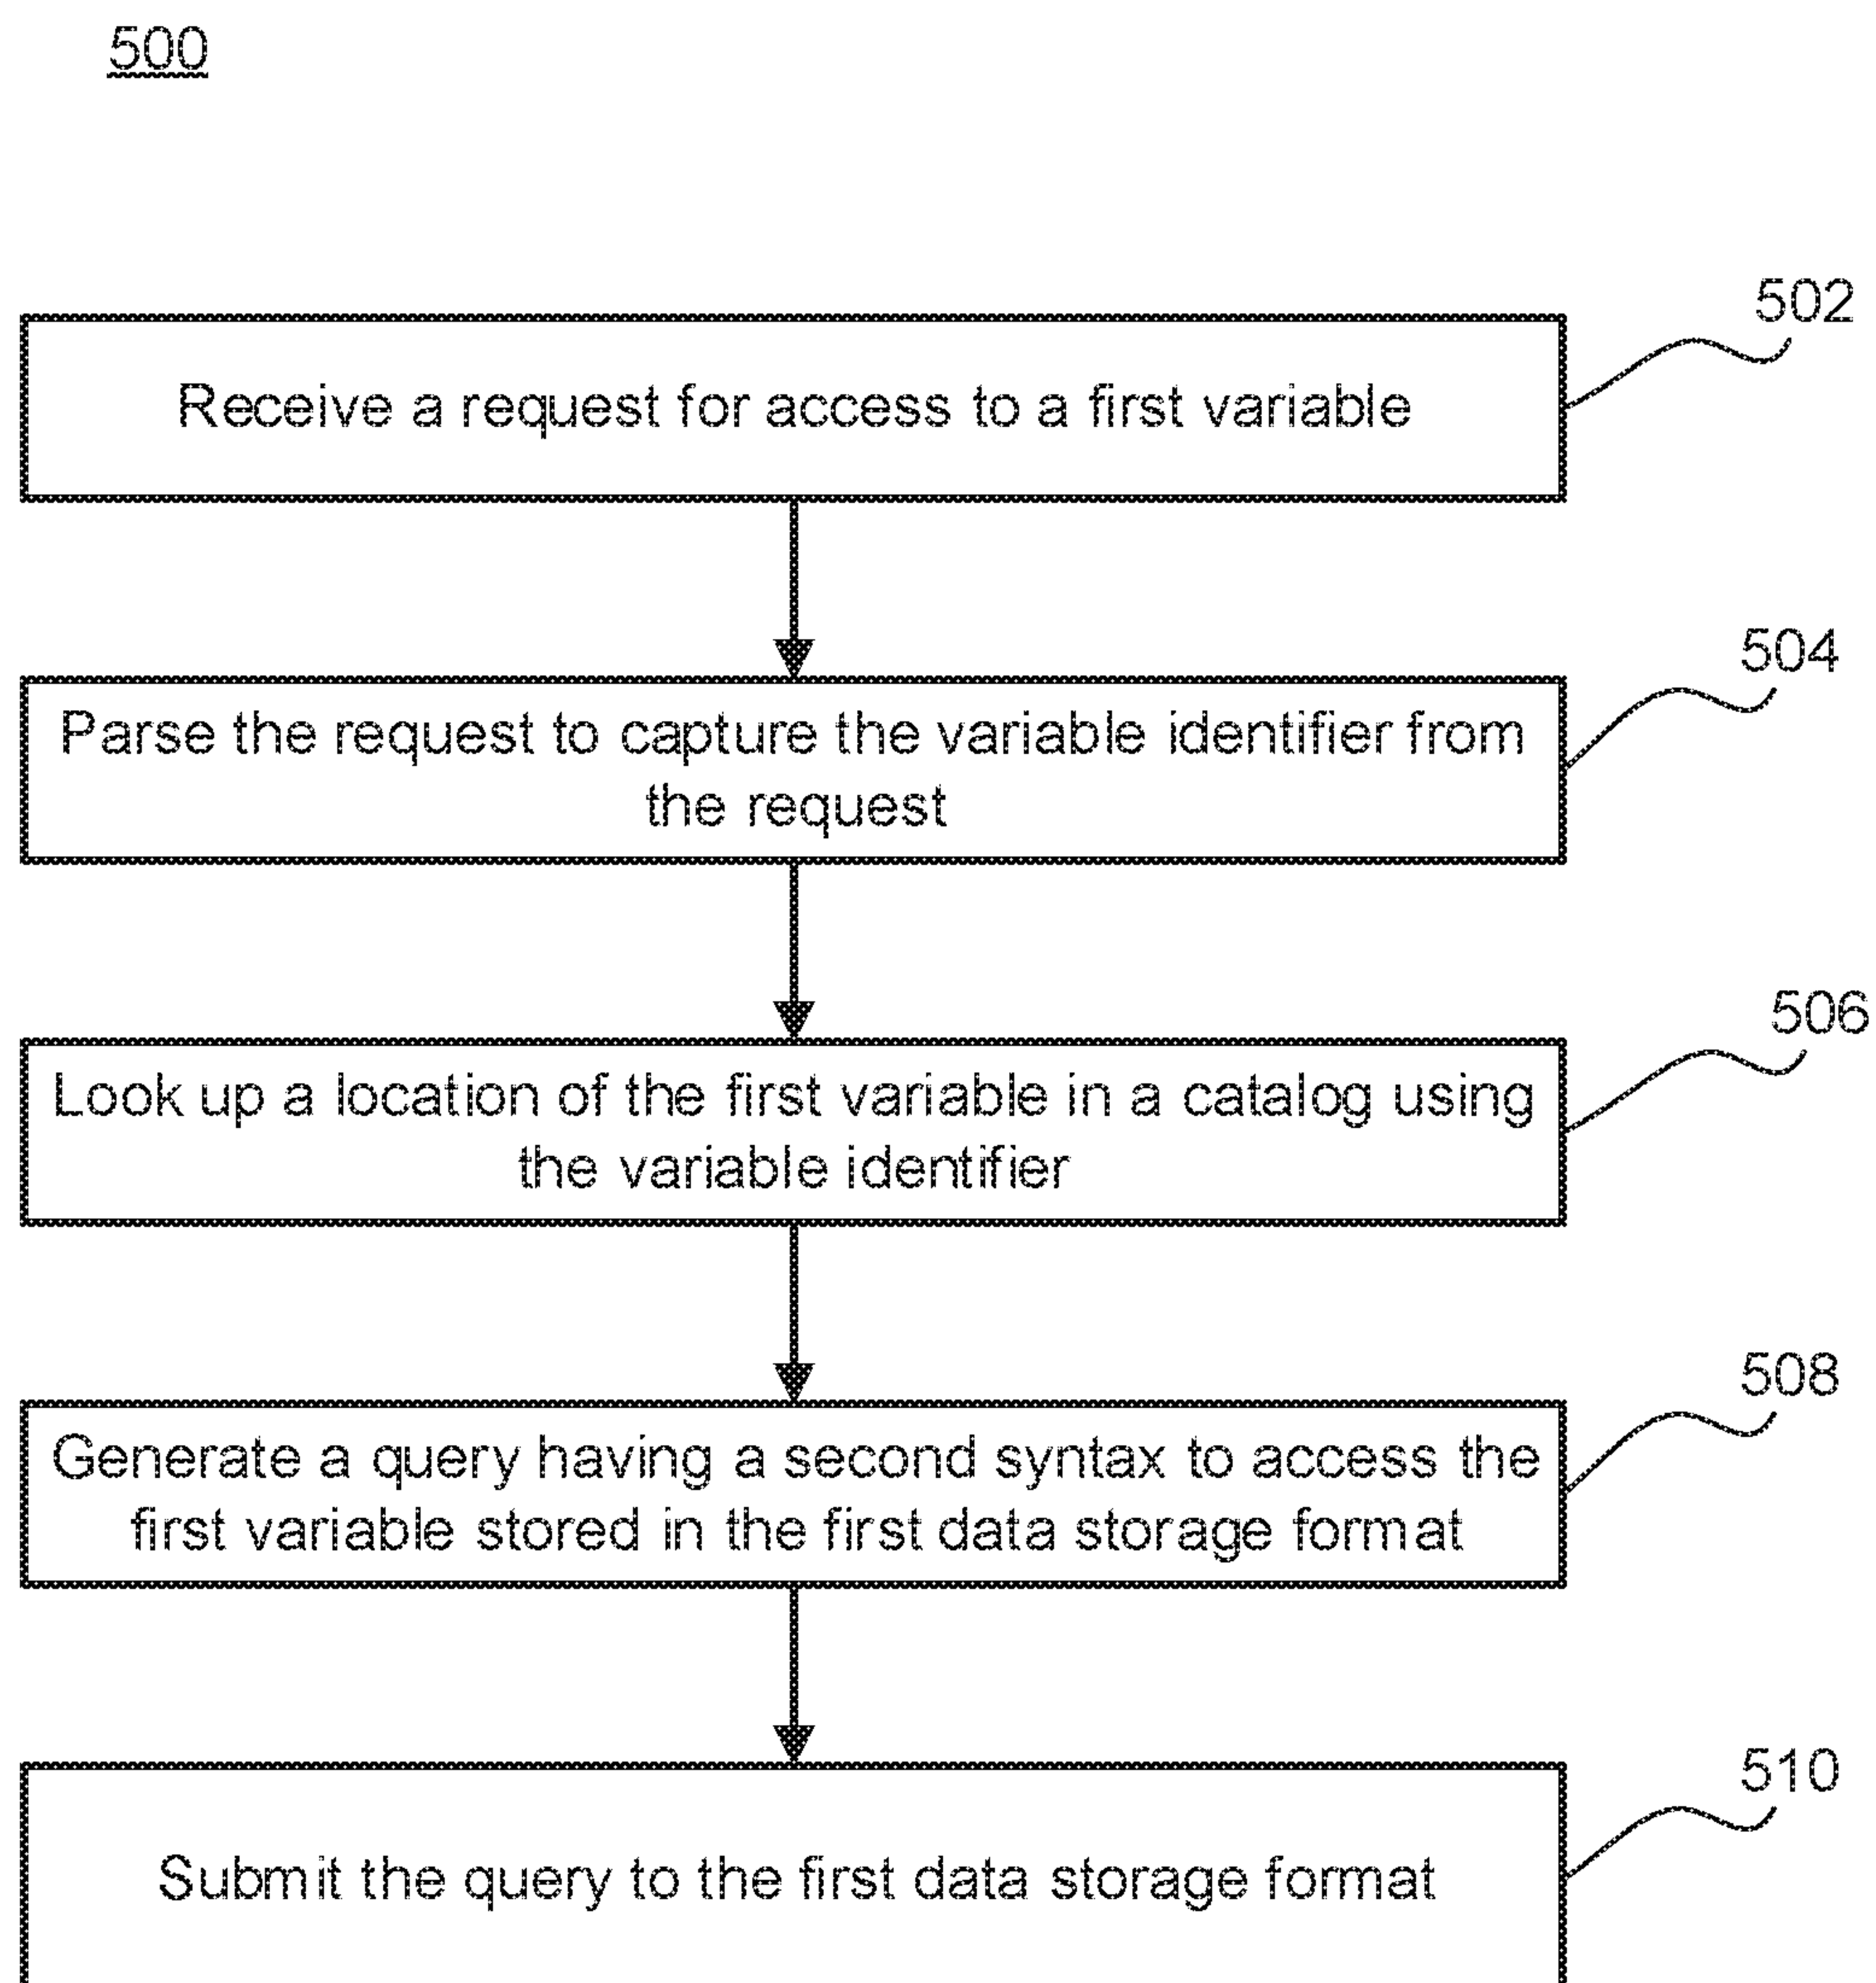 500
502
Receive a request for access to a first variable
504
Parse the request to capture the variable identifier from
the request
506
Look up a location of the first variable in a catalog using
the variable identifier
508
Generate a query having a second syntax to access the
first variable stored in the first data storage format
510
Submit the query to the first data storage format